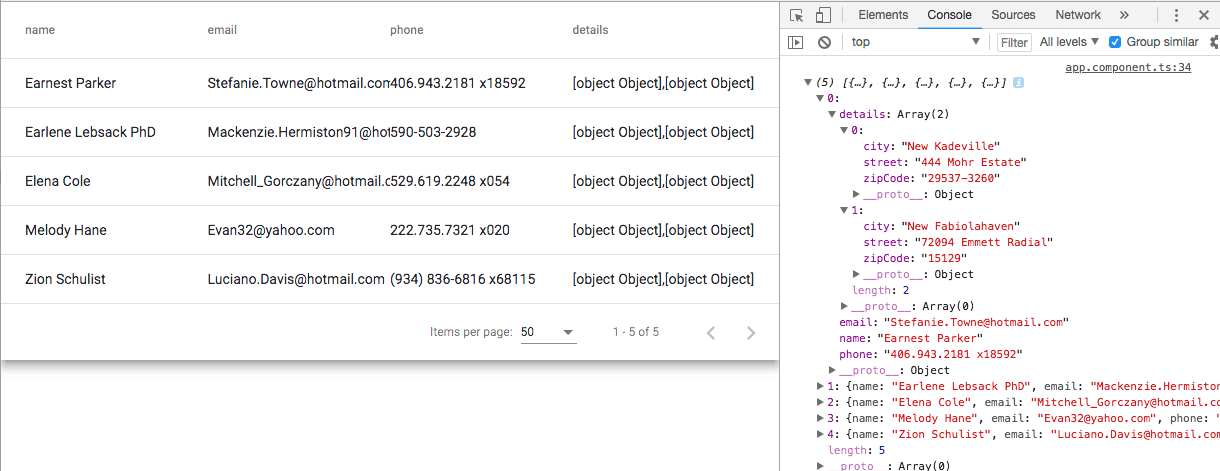 name email phone details
Earnest Parker Stefanie.Towne@hotmail.com 406.943.2181 x18592 [object Object],[object Object]
Earlene Lebsack PhD Mackenzie.Hermiston91@hot 590-503-2928 [object Object],[object Object]
Elena Cole Mitchell_Gorczany@hotmail.c 529.619.2248 x054 [object Object],[object Object]
Melody Hane Evan32@yahoo.com 222.735.7321 x020 [object Object],[object Object]
Zion Schulist Luciano.Davis@hotmail.com (934) 836-6816 x68115 [object Object],[object Object]
Items per page: 50 1 - 5 of 5
Elements Console Sources Network »
top Filter All levels Group similar
app.component.ts:34
(5) [{…}, {…}, {…}, {…}, {…}]
0:
details: Array(2)
0:
city: "New Kadeville"
street: "444 Mohr Estate"
zipCode: "29537-3260"
__proto__: Object
1:
city: "New Fabiolahaven"
street: "72094 Emmett Radial"
zipCode: "15129"
__proto__: Object
length: 2
__proto__: Array(0)
email: "Stefanie.Towne@hotmail.com"
name: "Earnest Parker"
phone: "406.943.2181 x18592"
__proto__: Object
1: {name: "Earlene Lebsack PhD", email: "Mackenzie.Hermiston
2: {name: "Elena Cole", email: "Mitchell_Gorczany@hotmail.co
3: {name: "Melody Hane", email: "Evan32@yahoo.com", phone: "
4: {name: "Zion Schulist", email: "Luciano.Davis@hotmail.com
length: 5
__proto__: Array(0)